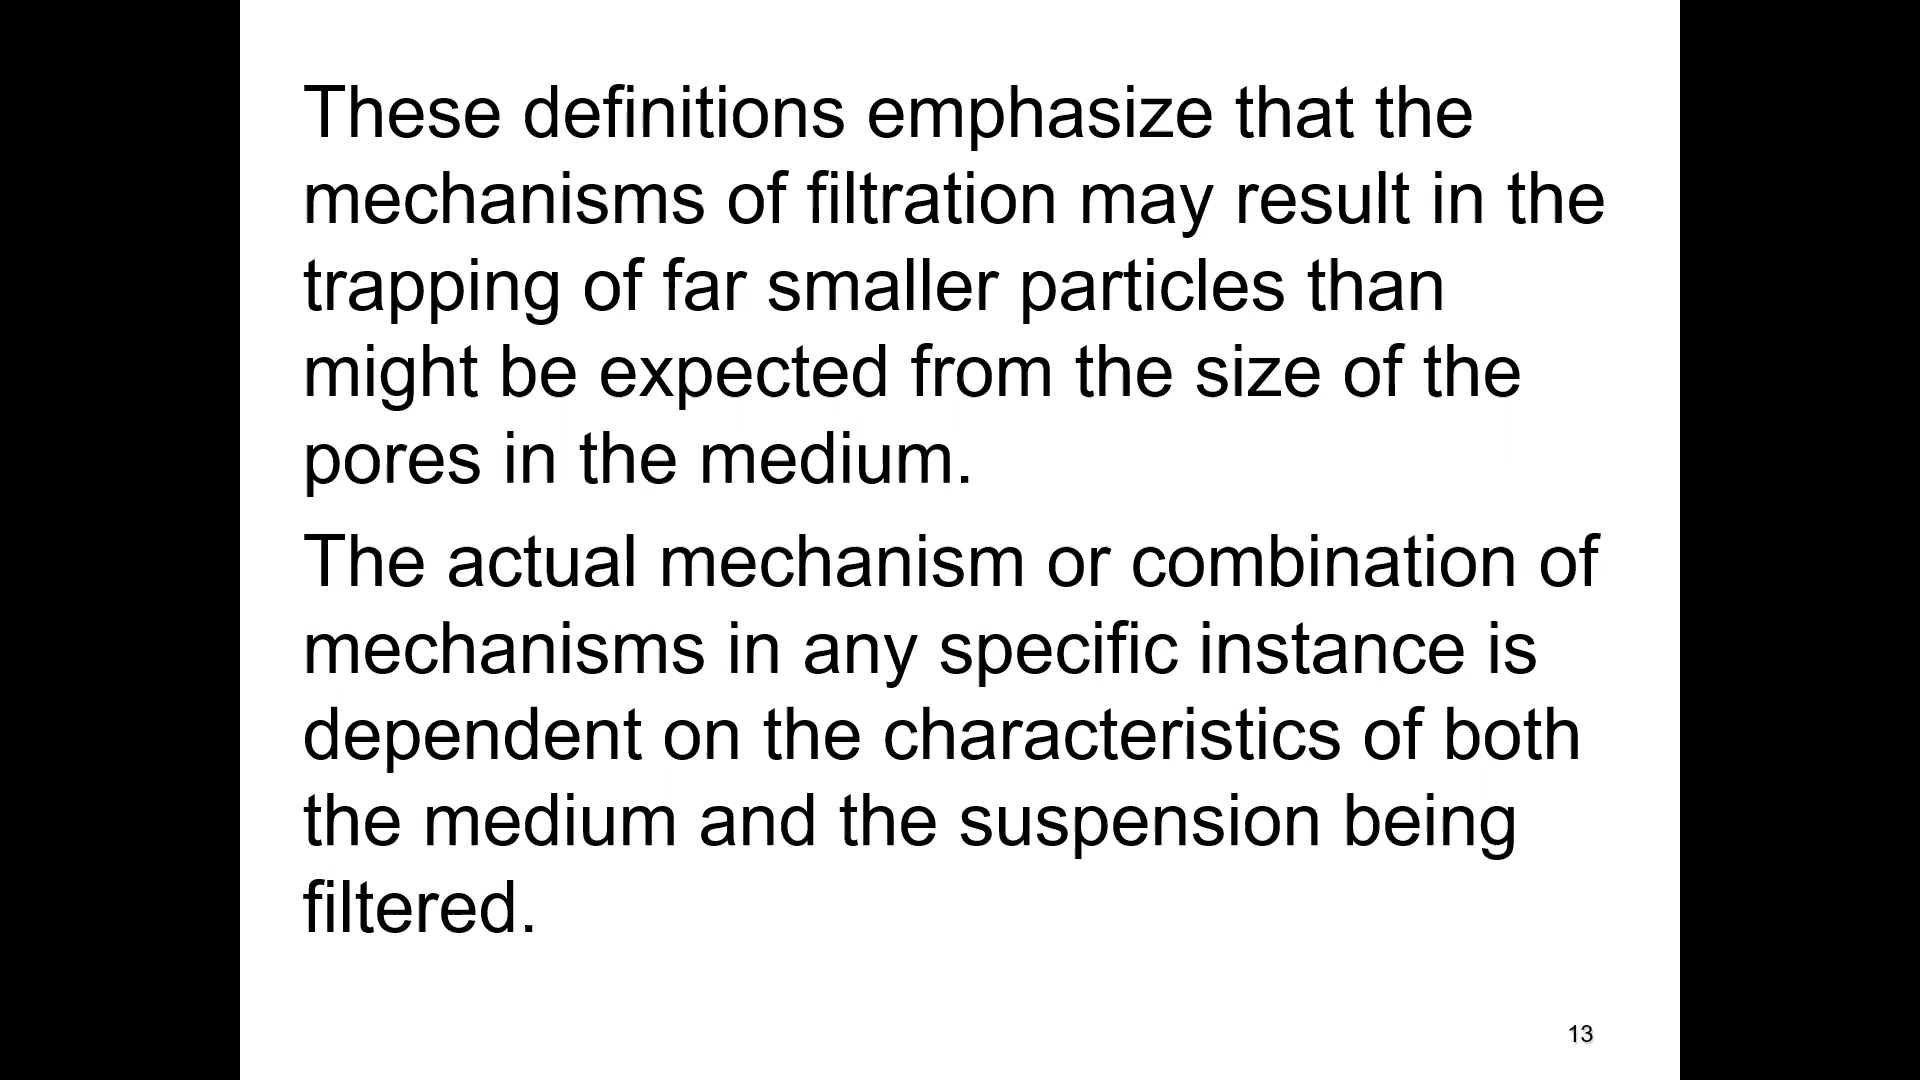 These definitions emphasize that the
mechanisms of filtration may result in the
trapping of far smaller particles than
might be expected from the size of the
pores in the medium.
The actual mechanism or combination of
mechanisms in any specific instance is
dependent on the characteristics of both
the medium and the suspension being
filtered.
13